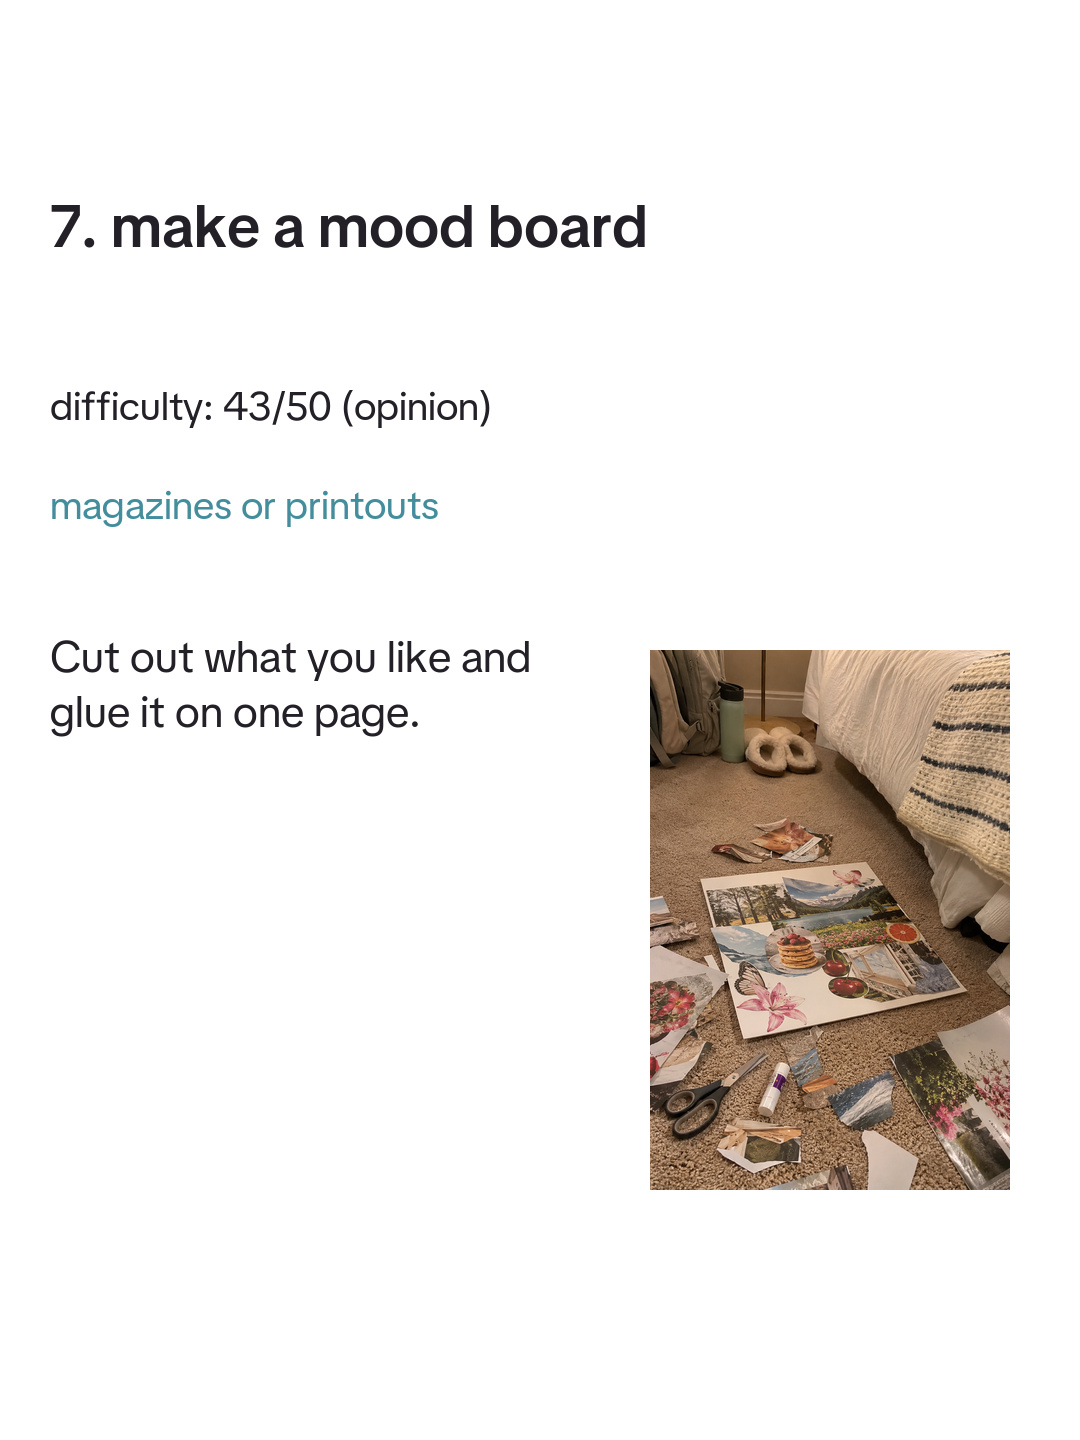 7. make a mood board
difficulty: 43/50 (opinion)
magazines or printouts
Cut out what you like and
glue it on one page.